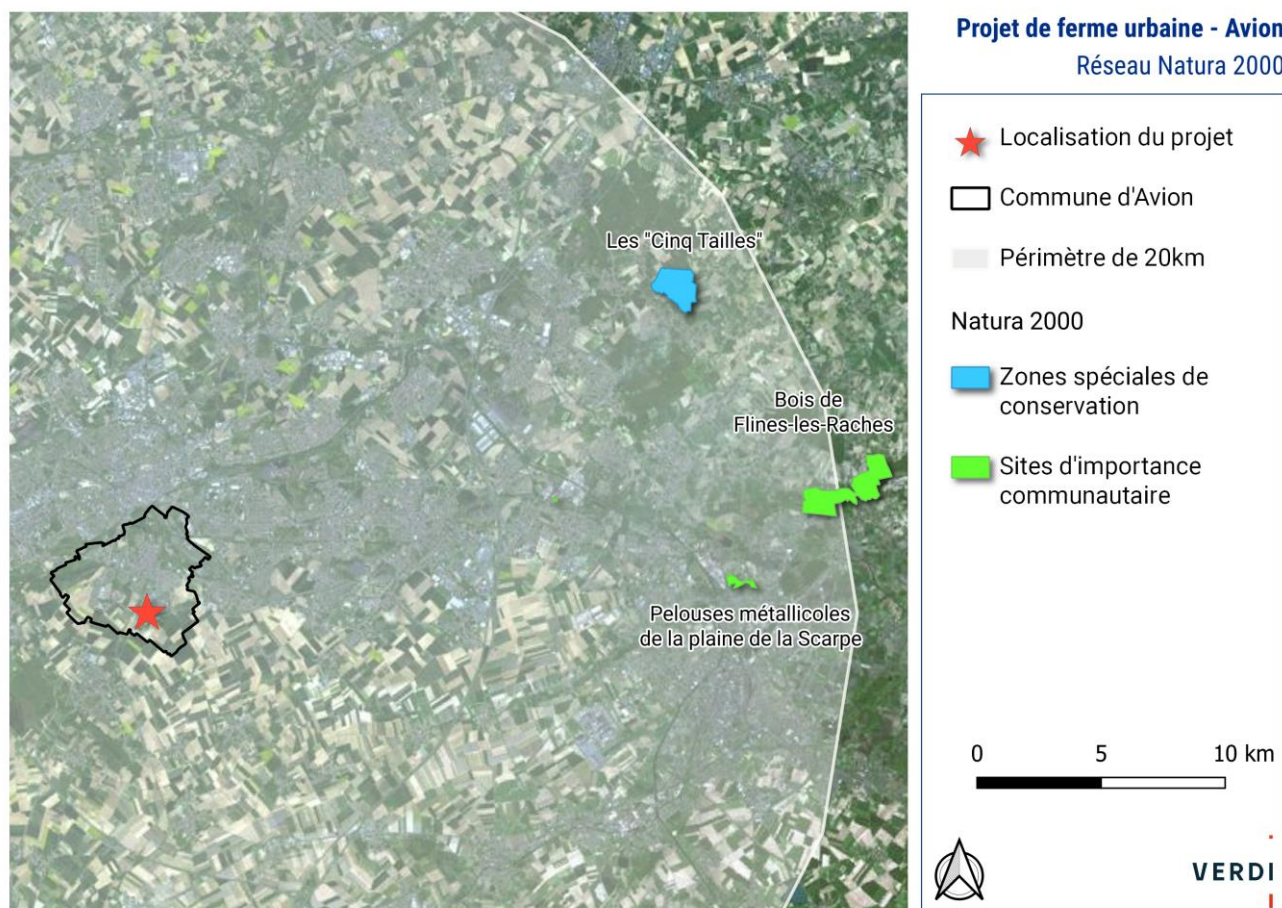 Projet de ferme urbaine - Avion
Réseau Natura 2000
Les "Cinq Tailles"
Bois de
Flines-les-Raches
Pelouses métallicoles
de la plaine de la Scarpe
Localisation du projet
Commune d'Avion
Périmètre de 20km
Natura 2000
Zones spéciales de
conservation
Sites d'importance
communautaire
0 5 10 km
VERDI